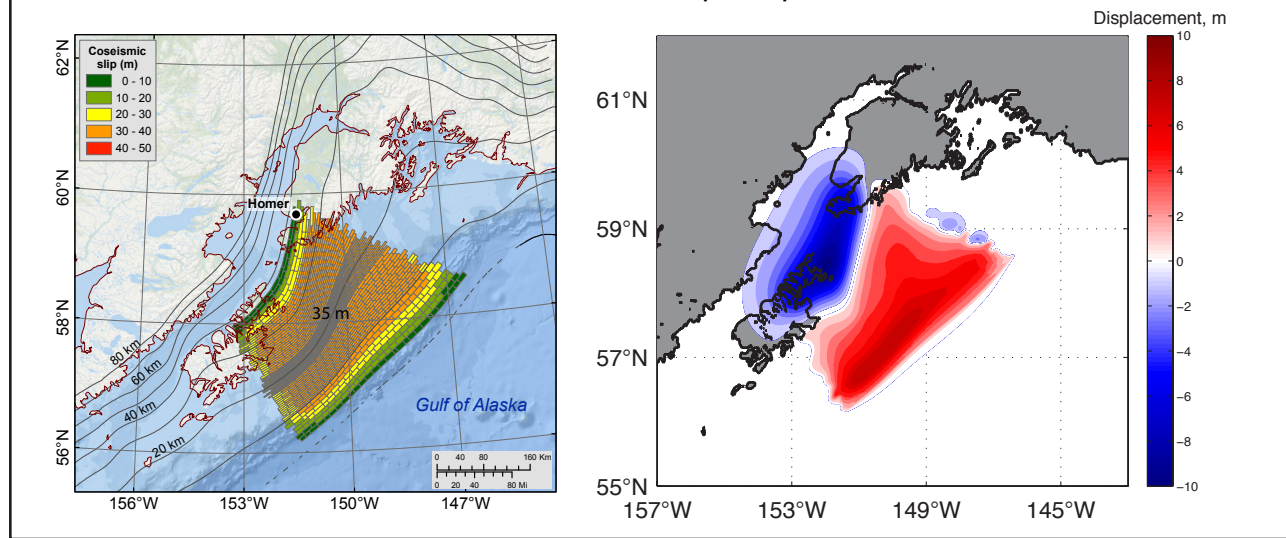 Displacement, m
62°N
60°N
58°N
56°N
156°W
153°W
150°W
147°W
Coseismic
slip (m)
0 - 10
10 - 20
20 - 30
30 - 40
40 - 50
Homer
35 m
80 km
60 km
40 km
20 km
Gulf of Alaska
0 40 80 160 Km
0 20 40 80 Mi
61°N
59°N
57°N
55°N
157°W
153°W
149°W
145°W
10
8
6
4
2
0
−2
−4
−6
−8
−10